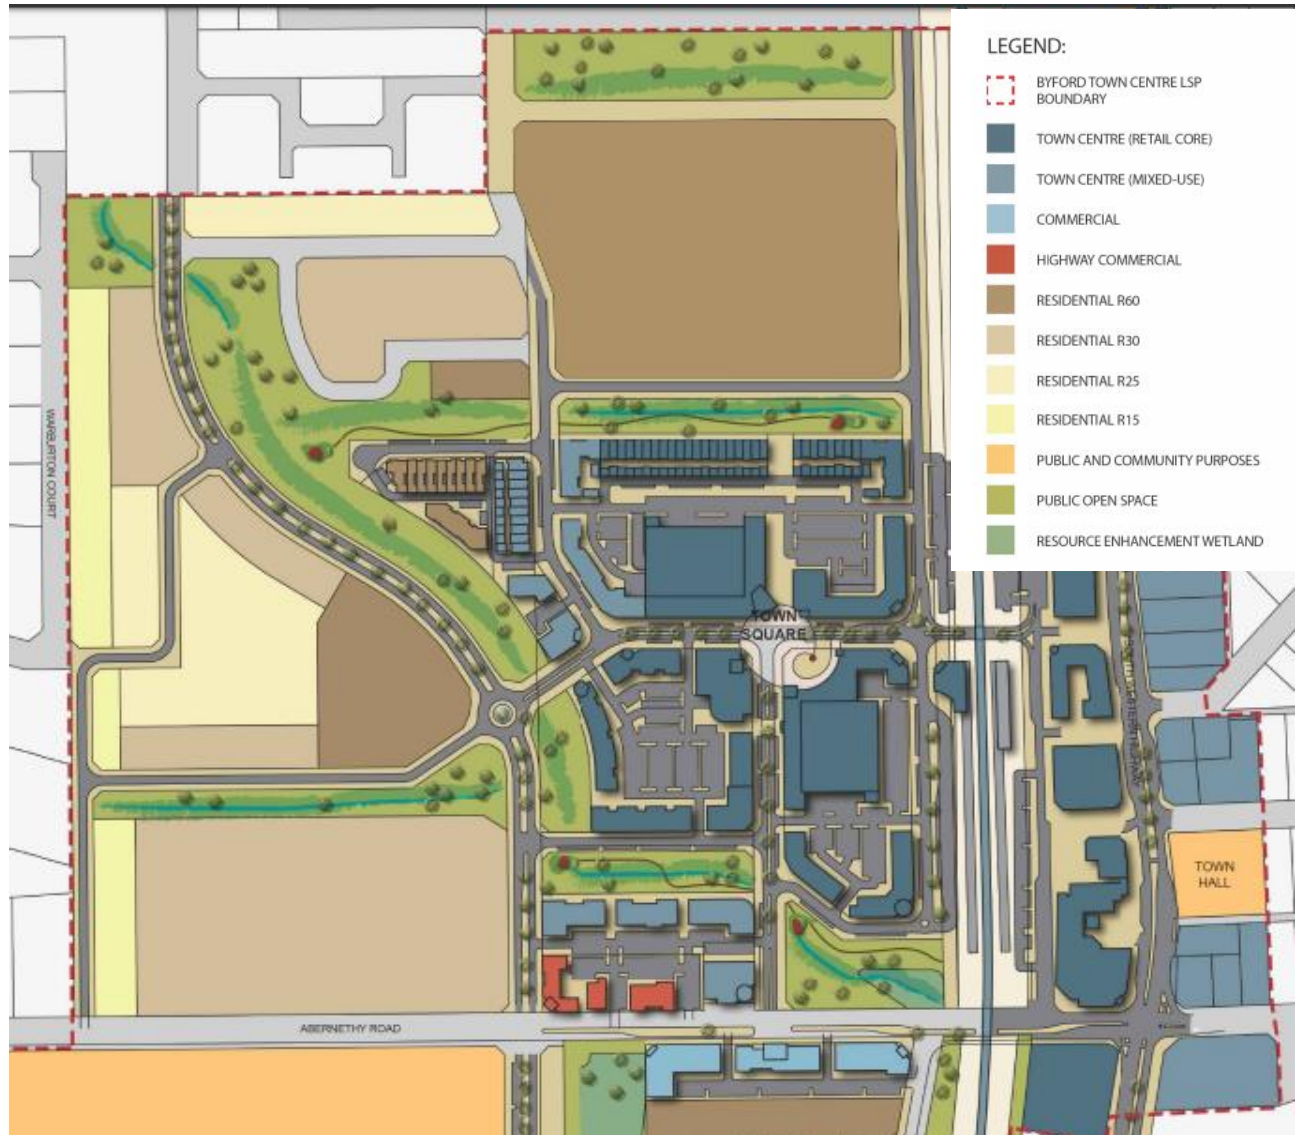 LEGEND:
BYFORD TOWN CENTRE LSP
BOUNDARY
TOWN CENTRE (RETAIL CORE)
TOWN CENTRE (MIXED-USE)
COMMERCIAL
HIGHWAY COMMERCIAL
RESIDENTIAL R60
RESIDENTIAL R30
RESIDENTIAL R25
RESIDENTIAL R15
PUBLIC AND COMMUNITY PURPOSES
PUBLIC OPEN SPACE
RESOURCE ENHANCEMENT WETLAND
WARBURTON COURT
TOWN
SQUARE
TOWN
HALL
ABERNETHY ROAD